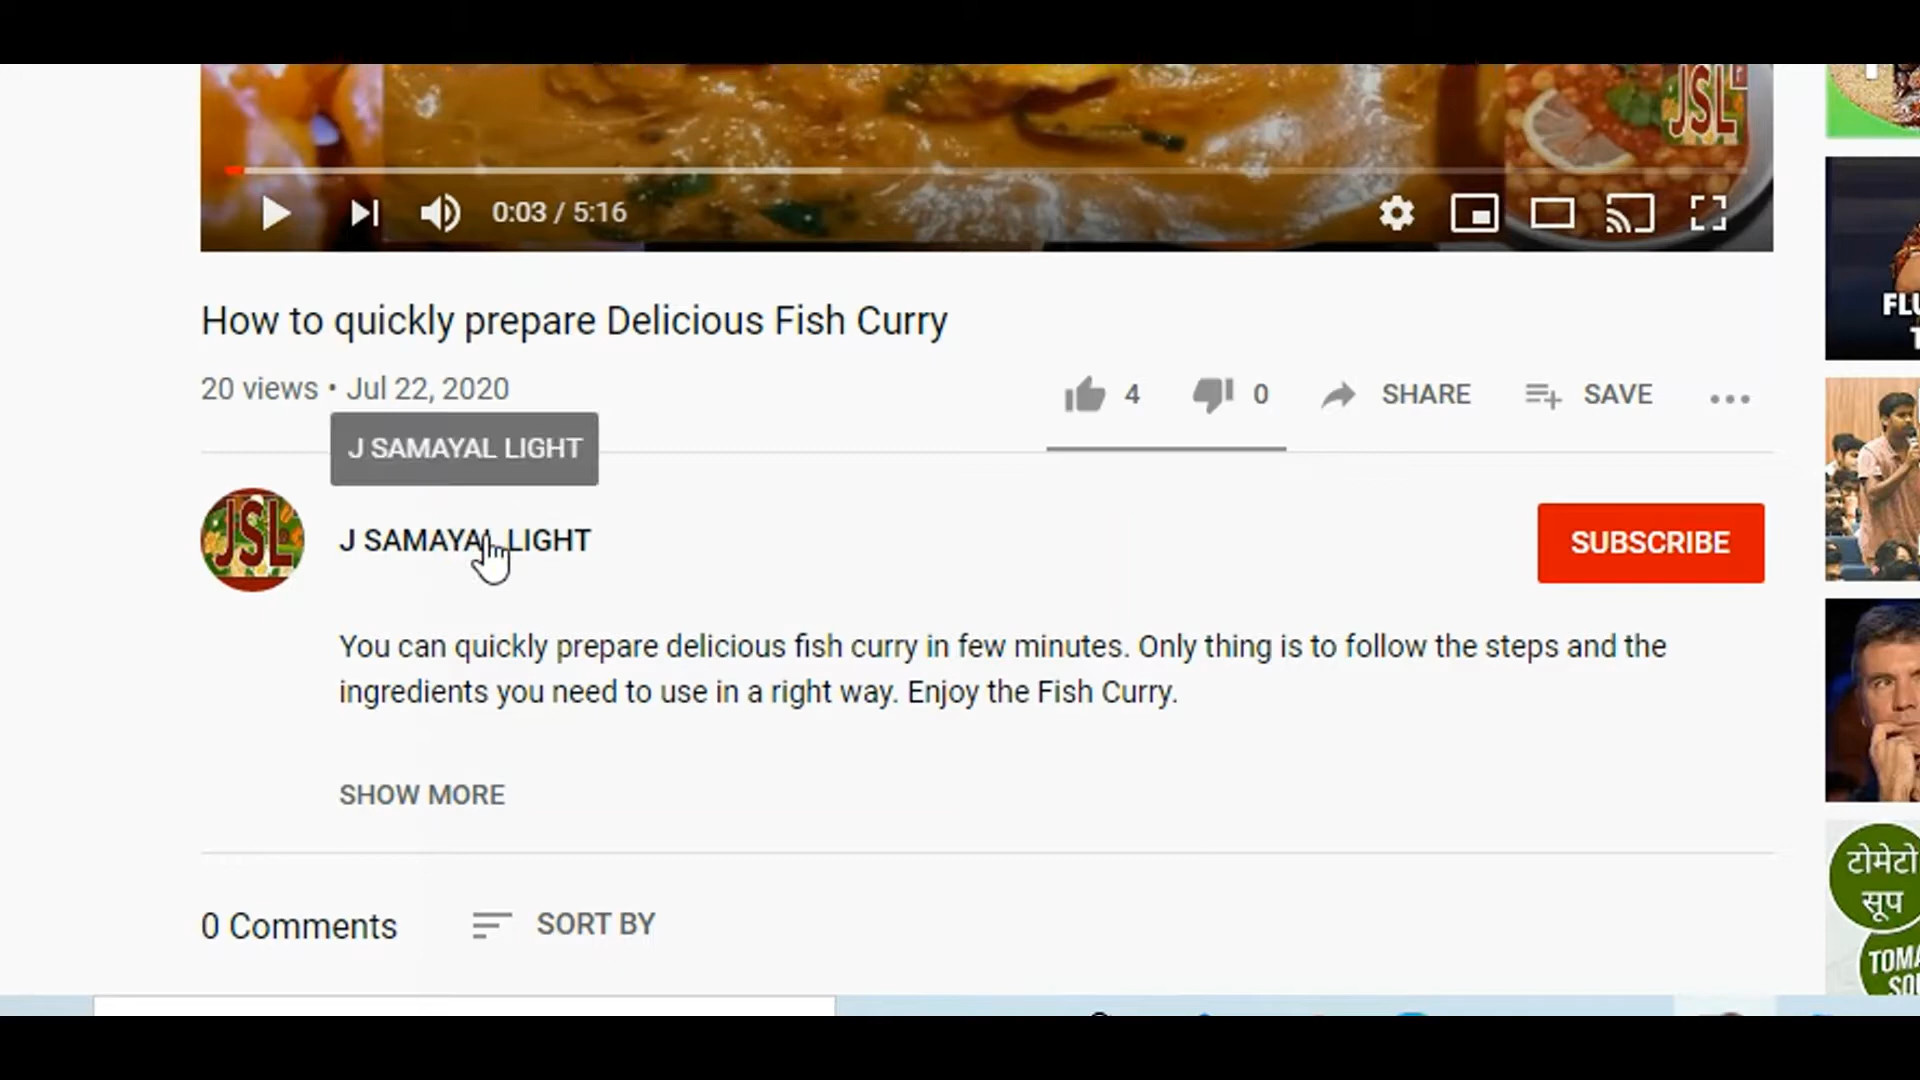 JSL
0:03 / 5:16
How to quickly prepare Delicious Fish Curry
20 views • Jul 22, 2020
4
0
SHARE
SAVE
J SAMAYAL LIGHT
JSL
J SAMAYAL LIGHT
SUBSCRIBE
You can quickly prepare delicious fish curry in few minutes. Only thing is to follow the steps and the
ingredients you need to use in a right way. Enjoy the Fish Curry.
SHOW MORE
0 Comments
SORT BY
टोमेटो
सूप